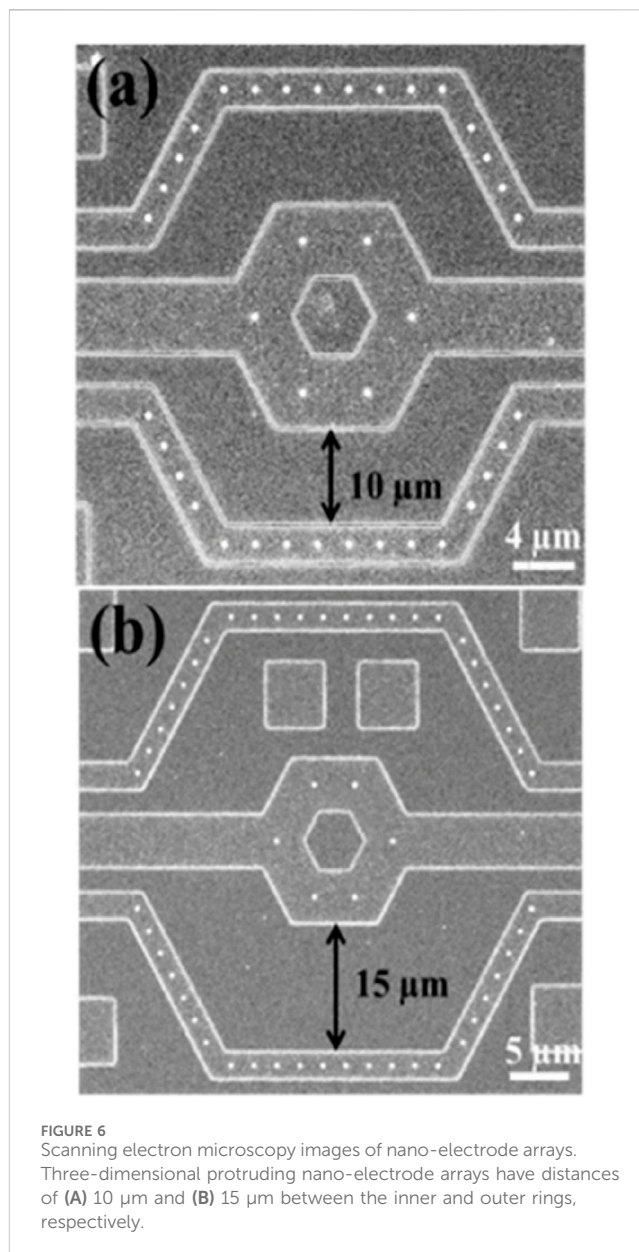 (a)
10 µm
4 µm
(b)
15 µm
5 µm
FIGURE 6
Scanning electron microscopy images of nano-electrode arrays.
Three-dimensional protruding nano-electrode arrays have distances
of (A) 10 µm and (B) 15 µm between the inner and outer rings,
respectively.